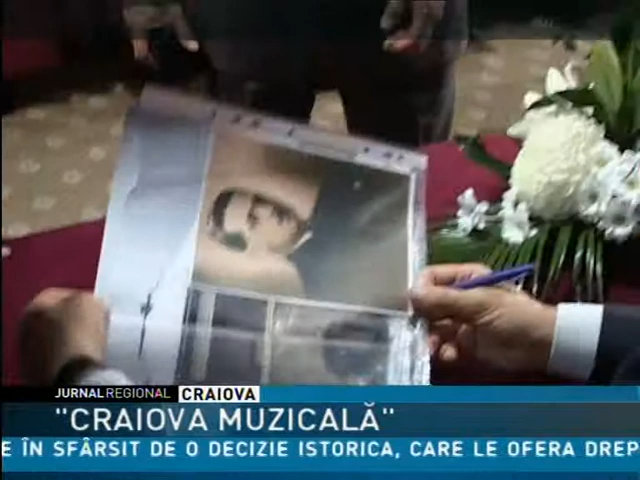 JURNAL REGIONAL CRAIOVA
"CRAIOVA MUZICALĂ"
E ÎN SFÂRSIT DE O DECIZIE ISTORICA, CARE LE OFERA DREP